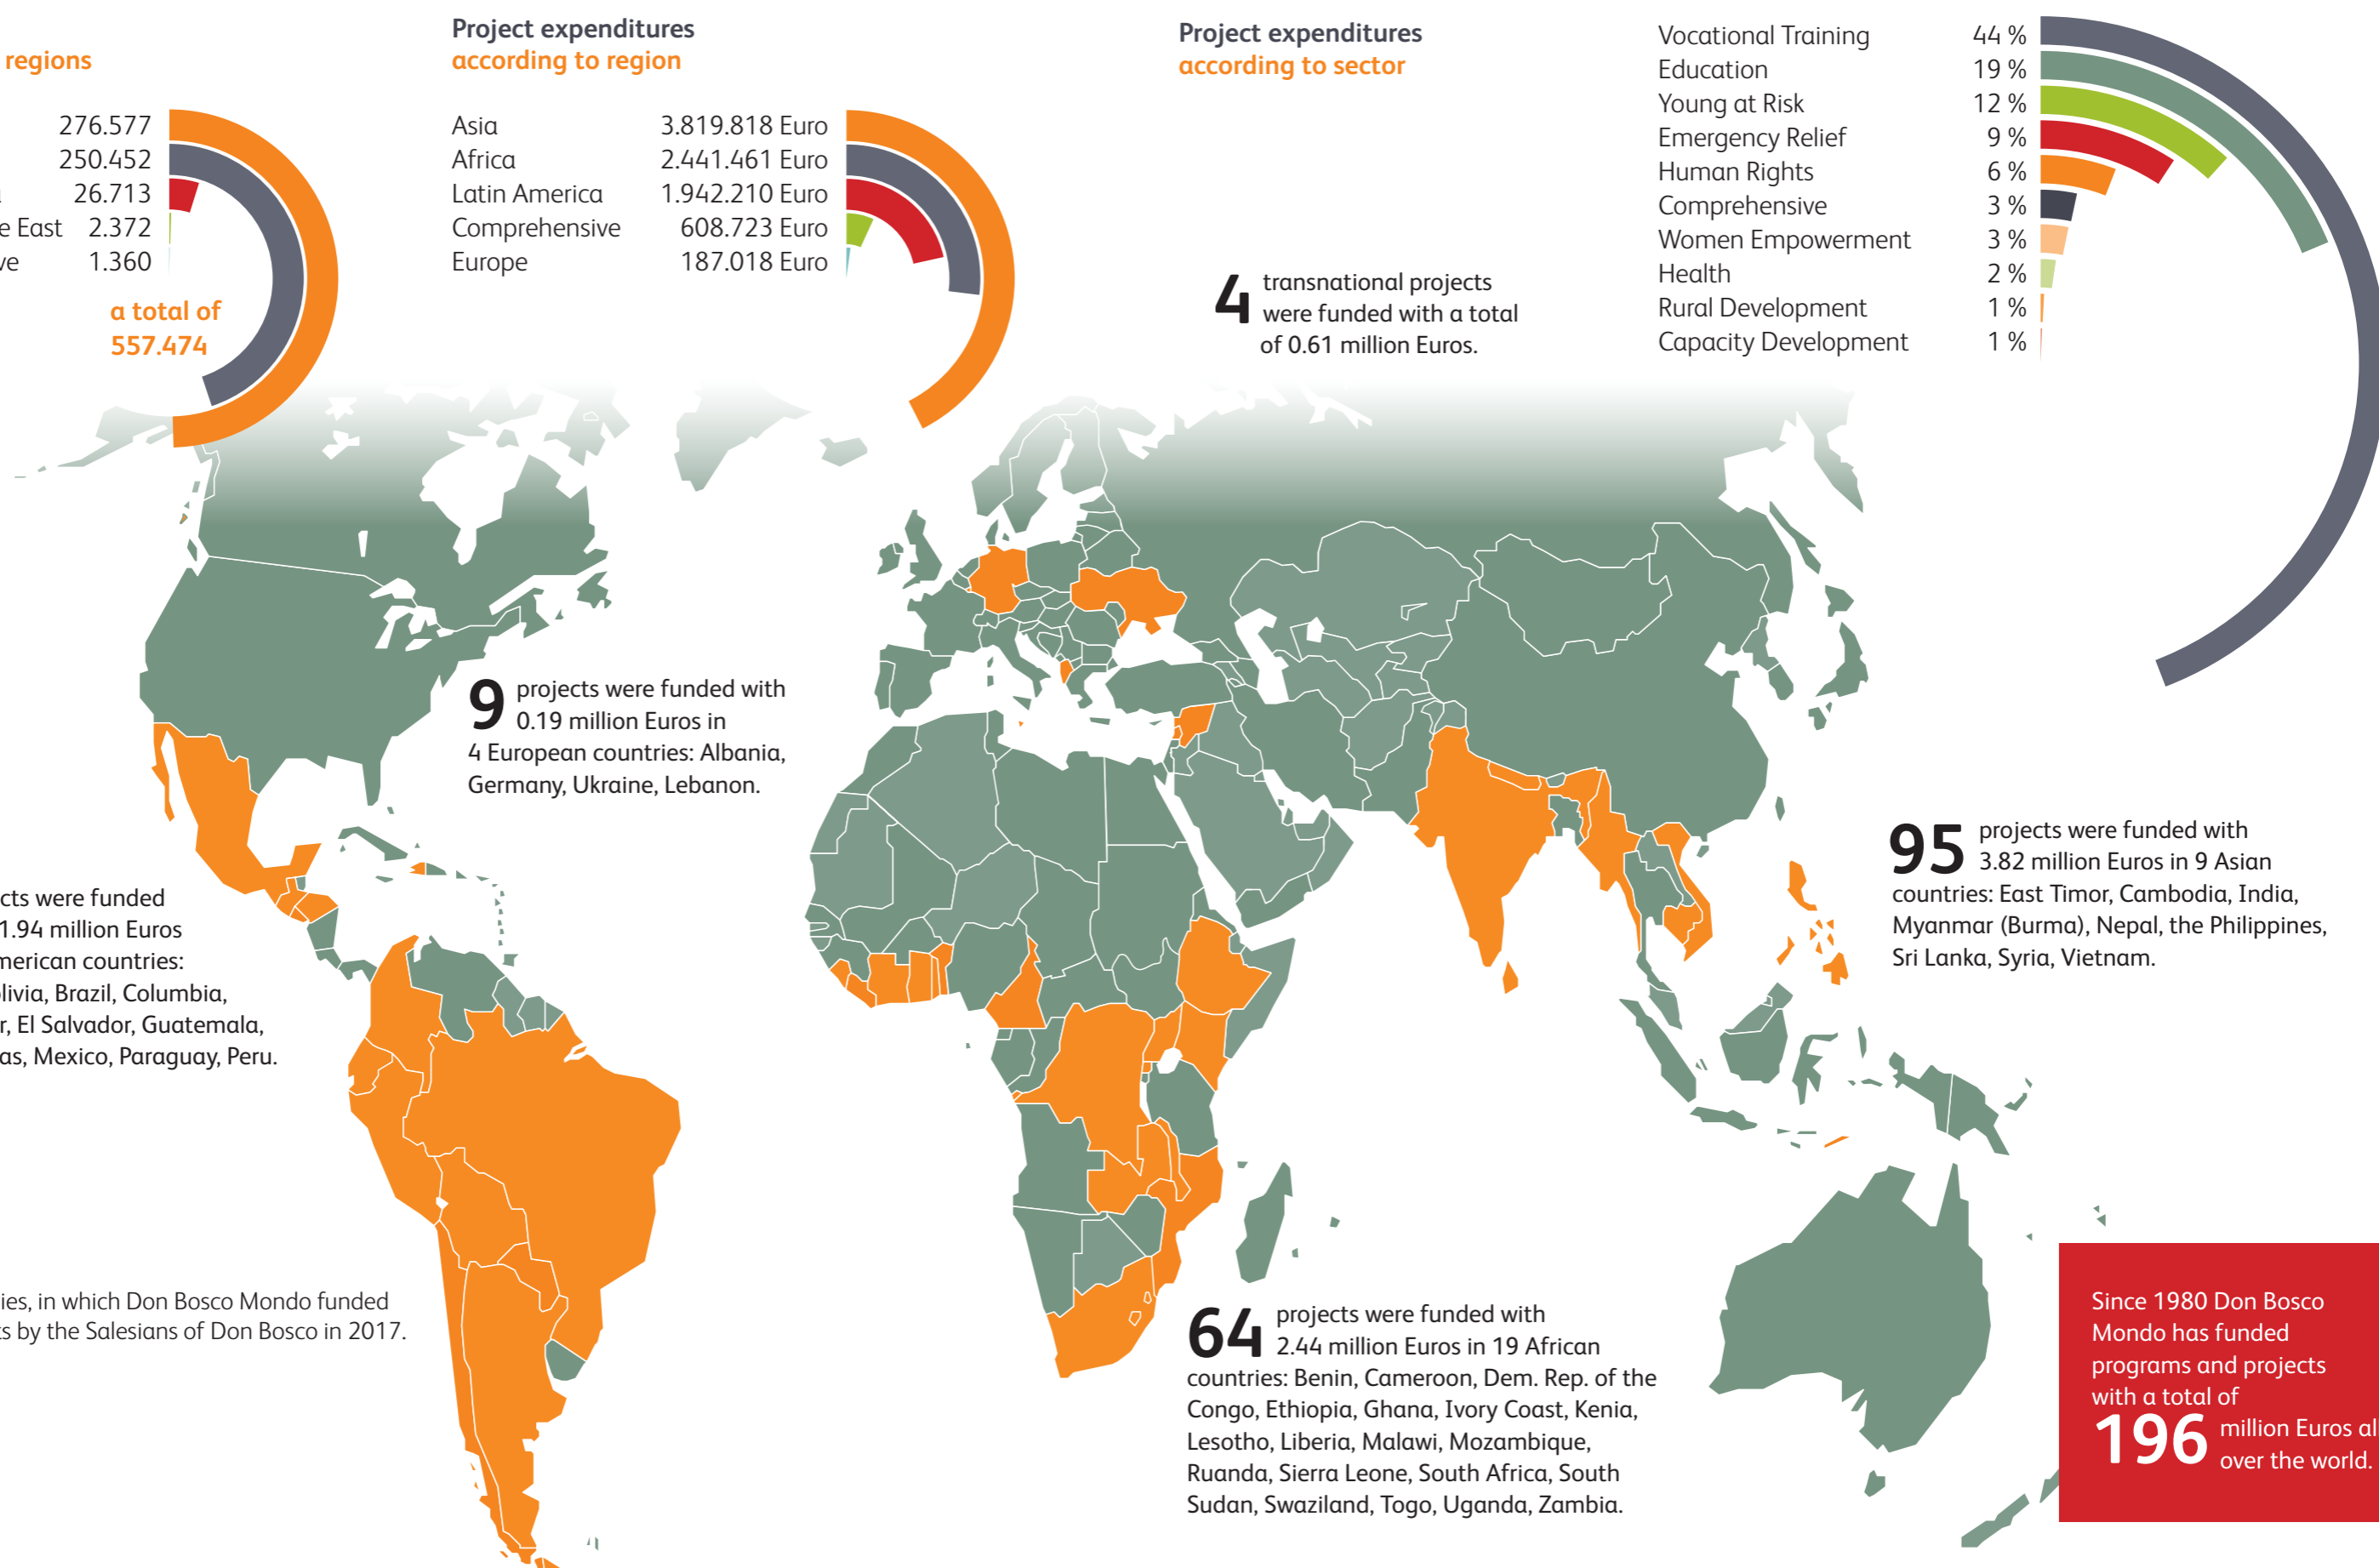 regions
276.577
250.452
26.713
East 2.372
1.360
a total of
557.474
Project expenditures
according to region
Asia 3.819.818 Euro
Africa 2.441.461 Euro
Latin America 1.942.210 Euro
Comprehensive 608.723 Euro
Europe 187.018 Euro
Project expenditures
according to sector
Vocational Training 44 %
Education 19 %
Young at Risk 12 %
Emergency Relief 9 %
Human Rights 6 %
Comprehensive 3 %
Women Empowerment 3 %
Health 2 %
Rural Development 1 %
Capacity Development 1 %
4 transnational projects
were funded with a total
of 0.61 million Euros.
9 projects were funded with
0.19 million Euros in
4 European countries: Albania,
Germany, Ukraine, Lebanon.
were funded
1.94 million Euros
countries:
Brazil, Columbia,
El Salvador, Guatemala,
Mexico, Paraguay, Peru.
95 projects were funded with
3.82 million Euros in 9 Asian
countries: East Timor, Cambodia, India,
Myanmar (Burma), Nepal, the Philippines,
Sri Lanka, Syria, Vietnam.
in which Don Bosco Mondo funded
by the Salesians of Don Bosco in 2017.
64 projects were funded with
2.44 million Euros in 19 African
countries: Benin, Cameroon, Dem. Rep. of the
Congo, Ethiopia, Ghana, Ivory Coast, Kenia,
Lesotho, Liberia, Malawi, Mozambique,
Ruanda, Sierra Leone, South Africa, South
Sudan, Swaziland, Togo, Uganda, Zambia.
Since 1980 Don Bosco
Mondo has funded
programs and projects
with a total of
196 million Euros
over the world.